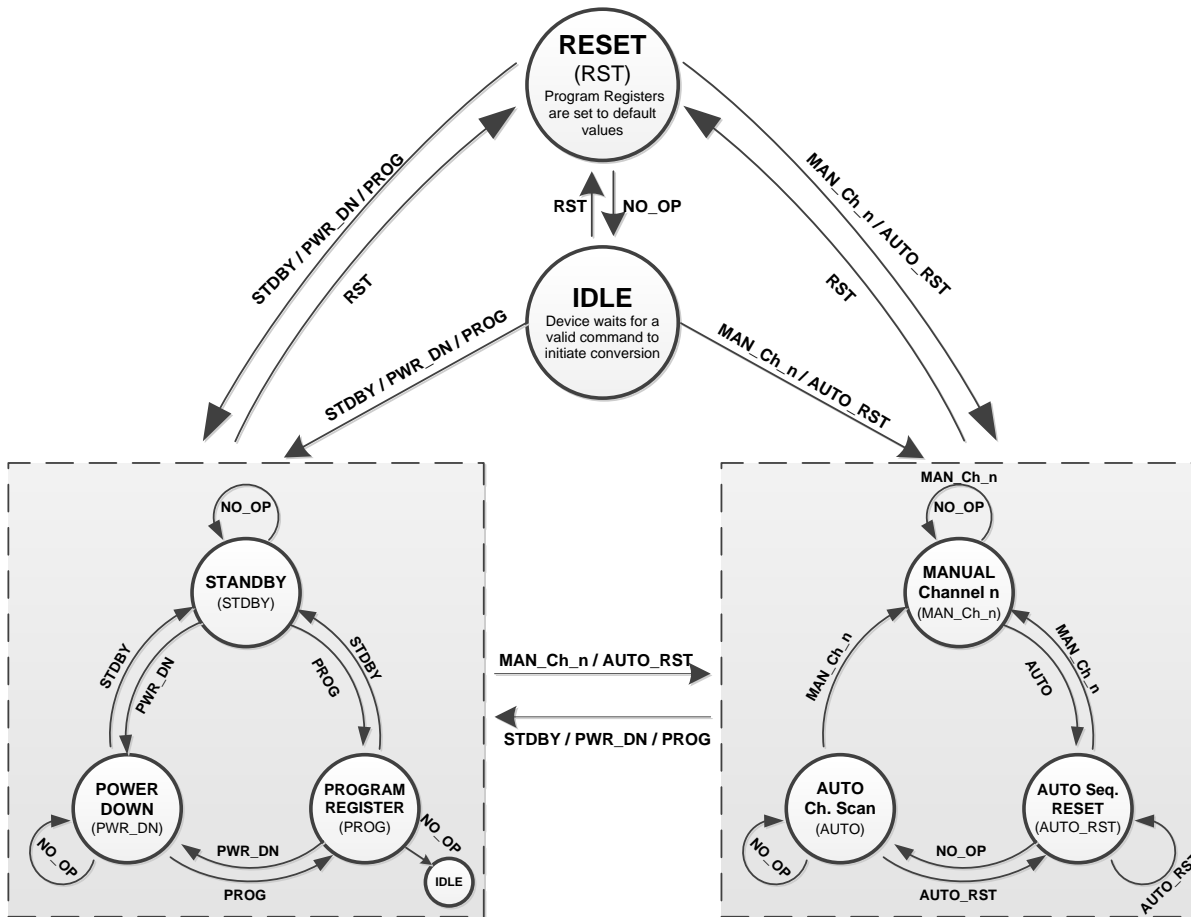 RESET
(RST)
Program Registers
are set to default
values
STDBY / PWR_DN / PROG
RST
RST
NO_OP
MAN_Ch_n / AUTO_RST
RST
IDLE
Device waits for a
valid command to
initiate conversion
STDBY / PWR_DN / PROG
MAN_Ch_n / AUTO_RST
NO_OP
STANDBY
(STDBY)
STDBY
PWR_DN
PROG
STDBY
POWER
DOWN
(PWR_DN)
NO_OP
PROGRAM
REGISTER
(PROG)
NO_OP
IDLE
PWR_DN
PROG
MAN_Ch_n / AUTO_RST
STDBY / PWR_DN / PROG
MAN_Ch_n
NO_OP
MANUAL
Channel n
(MAN_Ch_n)
MAN_Ch_n
AUTO
MAN_Ch_n
AUTO
Ch. Scan
(AUTO)
NO_OP
AUTO Seq.
RESET
(AUTO_RST)
NO_OP
AUTO_RST
AUTO_RST